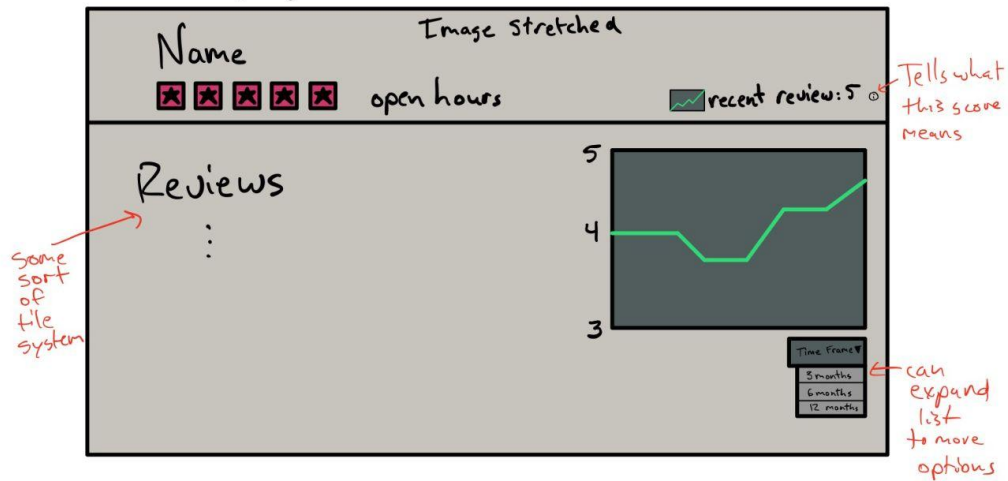 Image stretched
Name
open hours
recent review: 5
Tells what
this score
means
Reviews
5
4
3
Some
sort
of
tile
system
Time Frame
3 months
6 months
12 months
can
expand
list
to more
options